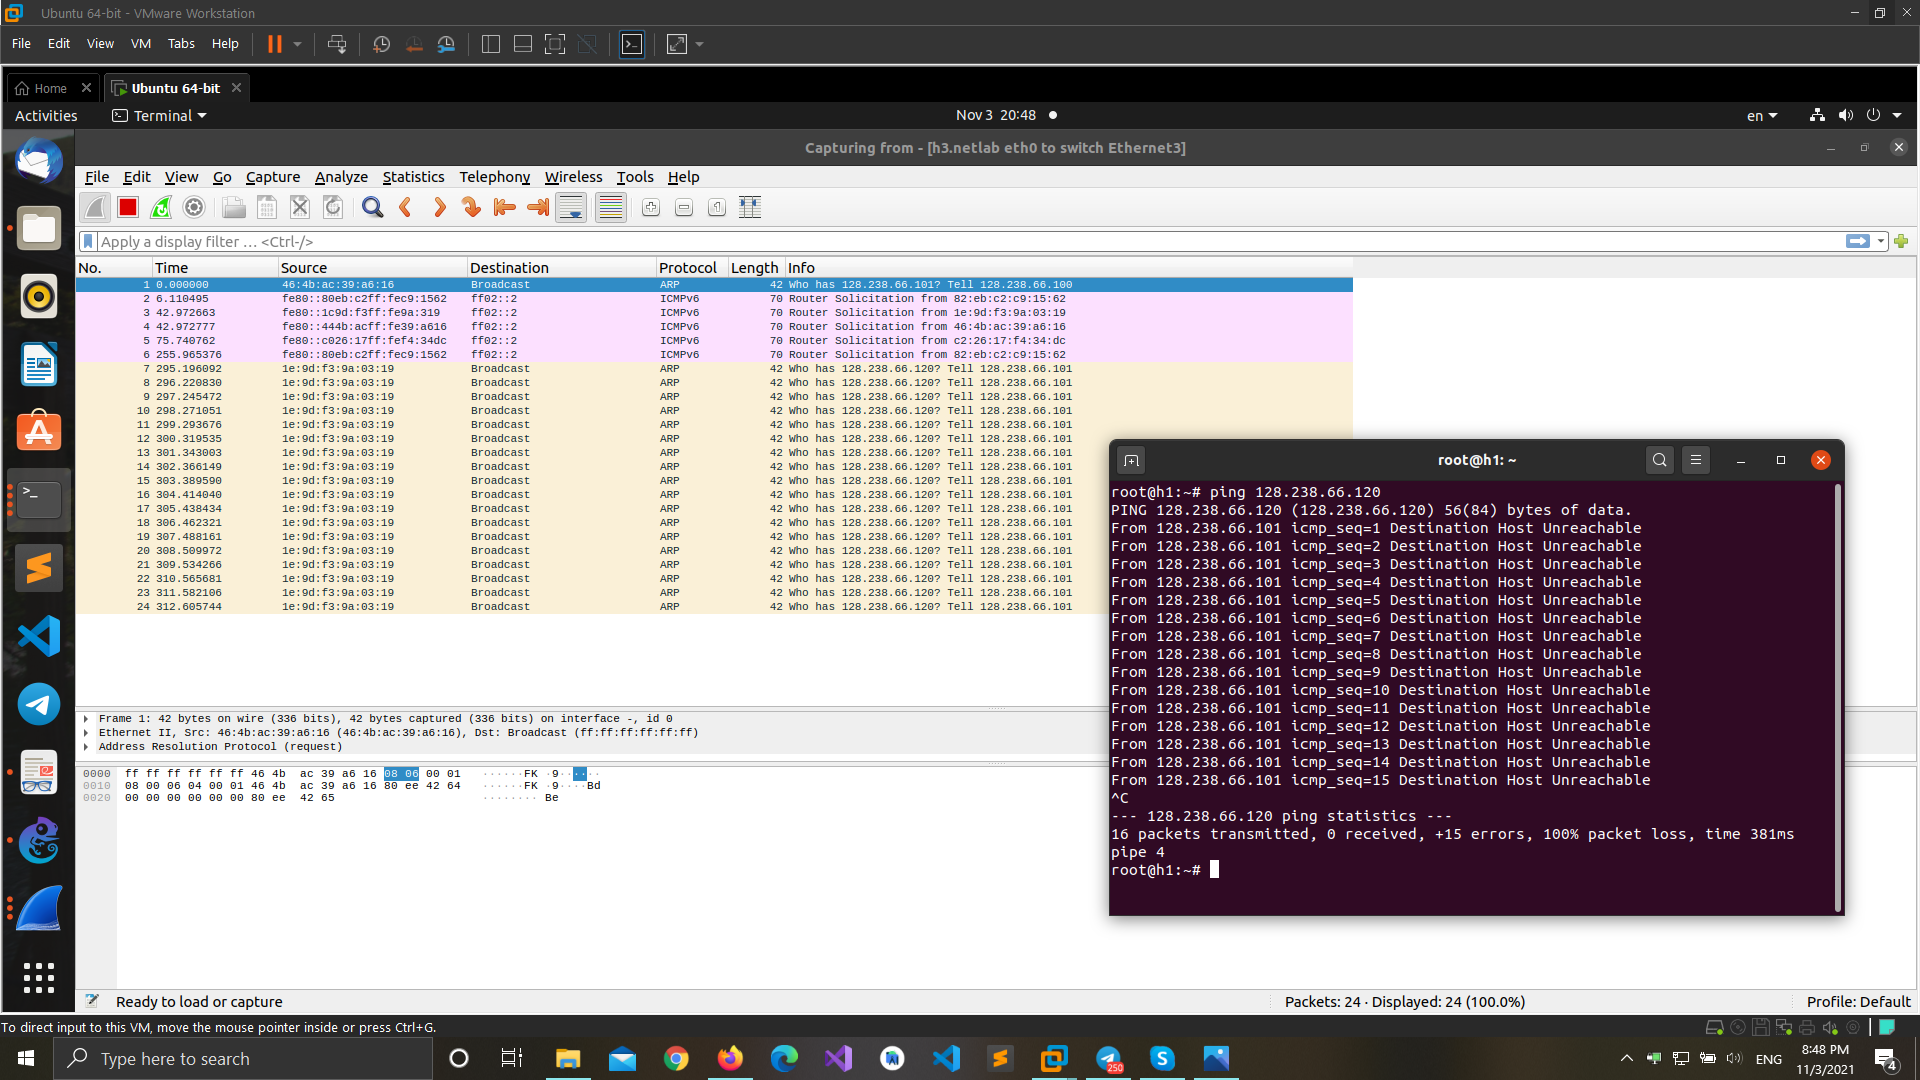 Ubuntu 64-bit - VMware Workstation
File Edit View VM Tabs Help
Home Ubuntu 64-bit
Activities Terminal Nov 3 20:48 en
Capturing from - [h3.netlab eth0 to switch Ethernet3]
File Edit View Go Capture Analyze Statistics Telephony Wireless Tools Help
Apply a display filter … <Ctrl-/>
No. Time Source Destination Protocol Length Info
1 0.000000 46:4b:ac:39:a6:16 Broadcast ARP 42 Who has 128.238.66.101? Tell 128.238.66.100
2 6.110495 fe80::80eb:c2ff:fec9:1562 ff02::2 ICMPv6 70 Router Solicitation from 82:eb:c2:c9:15:62
3 42.972663 fe80::1c9d:f3ff:fe9a:319 ff02::2 ICMPv6 70 Router Solicitation from 1e:9d:f3:9a:03:19
4 42.972777 fe80::444b:acff:fe39:a616 ff02::2 ICMPv6 70 Router Solicitation from 46:4b:ac:39:a6:16
5 75.740762 fe80::c026:17ff:fef4:34dc ff02::2 ICMPv6 70 Router Solicitation from c2:26:17:f4:34:dc
6 255.965376 fe80::80eb:c2ff:fec9:1562 ff02::2 ICMPv6 70 Router Solicitation from 82:eb:c2:c9:15:62
7 295.196092 1e:9d:f3:9a:03:19 Broadcast ARP 42 Who has 128.238.66.120? Tell 128.238.66.101
8 296.220830 1e:9d:f3:9a:03:19 Broadcast ARP 42 Who has 128.238.66.120? Tell 128.238.66.101
9 297.245472 1e:9d:f3:9a:03:19 Broadcast ARP 42 Who has 128.238.66.120? Tell 128.238.66.101
10 298.271051 1e:9d:f3:9a:03:19 Broadcast ARP 42 Who has 128.238.66.120? Tell 128.238.66.101
11 299.293676 1e:9d:f3:9a:03:19 Broadcast ARP 42 Who has 128.238.66.120? Tell 128.238.66.101
12 300.319535 1e:9d:f3:9a:03:19 Broadcast ARP 42 Who has 128.238.66.120? Tell 128.238.66.101
13 301.343003 1e:9d:f3:9a:03:19 Broadcast ARP 42 Who has 128.238.66.120? Tell 128.238.66.101
14 302.366149 1e:9d:f3:9a:03:19 Broadcast ARP 42 Who has 128.238.66.120? Tell 128.238.66.101
15 303.389590 1e:9d:f3:9a:03:19 Broadcast ARP 42 Who has 128.238.66.120? Tell 128.238.66.101
16 304.414040 1e:9d:f3:9a:03:19 Broadcast ARP 42 Who has 128.238.66.120? Tell 128.238.66.101
17 305.438434 1e:9d:f3:9a:03:19 Broadcast ARP 42 Who has 128.238.66.120? Tell 128.238.66.101
18 306.462321 1e:9d:f3:9a:03:19 Broadcast ARP 42 Who has 128.238.66.120? Tell 128.238.66.101
19 307.488161 1e:9d:f3:9a:03:19 Broadcast ARP 42 Who has 128.238.66.120? Tell 128.238.66.101
20 308.509972 1e:9d:f3:9a:03:19 Broadcast ARP 42 Who has 128.238.66.120? Tell 128.238.66.101
21 309.534266 1e:9d:f3:9a:03:19 Broadcast ARP 42 Who has 128.238.66.120? Tell 128.238.66.101
22 310.565681 1e:9d:f3:9a:03:19 Broadcast ARP 42 Who has 128.238.66.120? Tell 128.238.66.101
23 311.582106 1e:9d:f3:9a:03:19 Broadcast ARP 42 Who has 128.238.66.120? Tell 128.238.66.101
24 312.605744 1e:9d:f3:9a:03:19 Broadcast ARP 42 Who has 128.238.66.120? Tell 128.238.66.101
Frame 1: 42 bytes on wire (336 bits), 42 bytes captured (336 bits) on interface -, id 0
Ethernet II, Src: 46:4b:ac:39:a6:16 (46:4b:ac:39:a6:16), Dst: Broadcast (ff:ff:ff:ff:ff:ff)
Address Resolution Protocol (request)
0000 ff ff ff ff ff ff 46 4b ac 39 a6 16 08 06 00 01 ······FK ·9······
0010 08 00 06 04 00 01 46 4b ac 39 a6 16 80 ee 42 64 ······FK ·9····Bd
0020 00 00 00 00 00 00 80 ee 42 65 ········ Be
root@h1: ~
root@h1:~# ping 128.238.66.120
PING 128.238.66.120 (128.238.66.120) 56(84) bytes of data.
From 128.238.66.101 icmp_seq=1 Destination Host Unreachable
From 128.238.66.101 icmp_seq=2 Destination Host Unreachable
From 128.238.66.101 icmp_seq=3 Destination Host Unreachable
From 128.238.66.101 icmp_seq=4 Destination Host Unreachable
From 128.238.66.101 icmp_seq=5 Destination Host Unreachable
From 128.238.66.101 icmp_seq=6 Destination Host Unreachable
From 128.238.66.101 icmp_seq=7 Destination Host Unreachable
From 128.238.66.101 icmp_seq=8 Destination Host Unreachable
From 128.238.66.101 icmp_seq=9 Destination Host Unreachable
From 128.238.66.101 icmp_seq=10 Destination Host Unreachable
From 128.238.66.101 icmp_seq=11 Destination Host Unreachable
From 128.238.66.101 icmp_seq=12 Destination Host Unreachable
From 128.238.66.101 icmp_seq=13 Destination Host Unreachable
From 128.238.66.101 icmp_seq=14 Destination Host Unreachable
From 128.238.66.101 icmp_seq=15 Destination Host Unreachable
^C
--- 128.238.66.120 ping statistics ---
16 packets transmitted, 0 received, +15 errors, 100% packet loss, time 381ms
pipe 4
root@h1:~#
Ready to load or capture Packets: 24 · Displayed: 24 (100.0%) Profile: Default
To direct input to this VM, move the mouse pointer inside or press Ctrl+G.
Type here to search 250 ENG 8:48 PM 11/3/2021 4